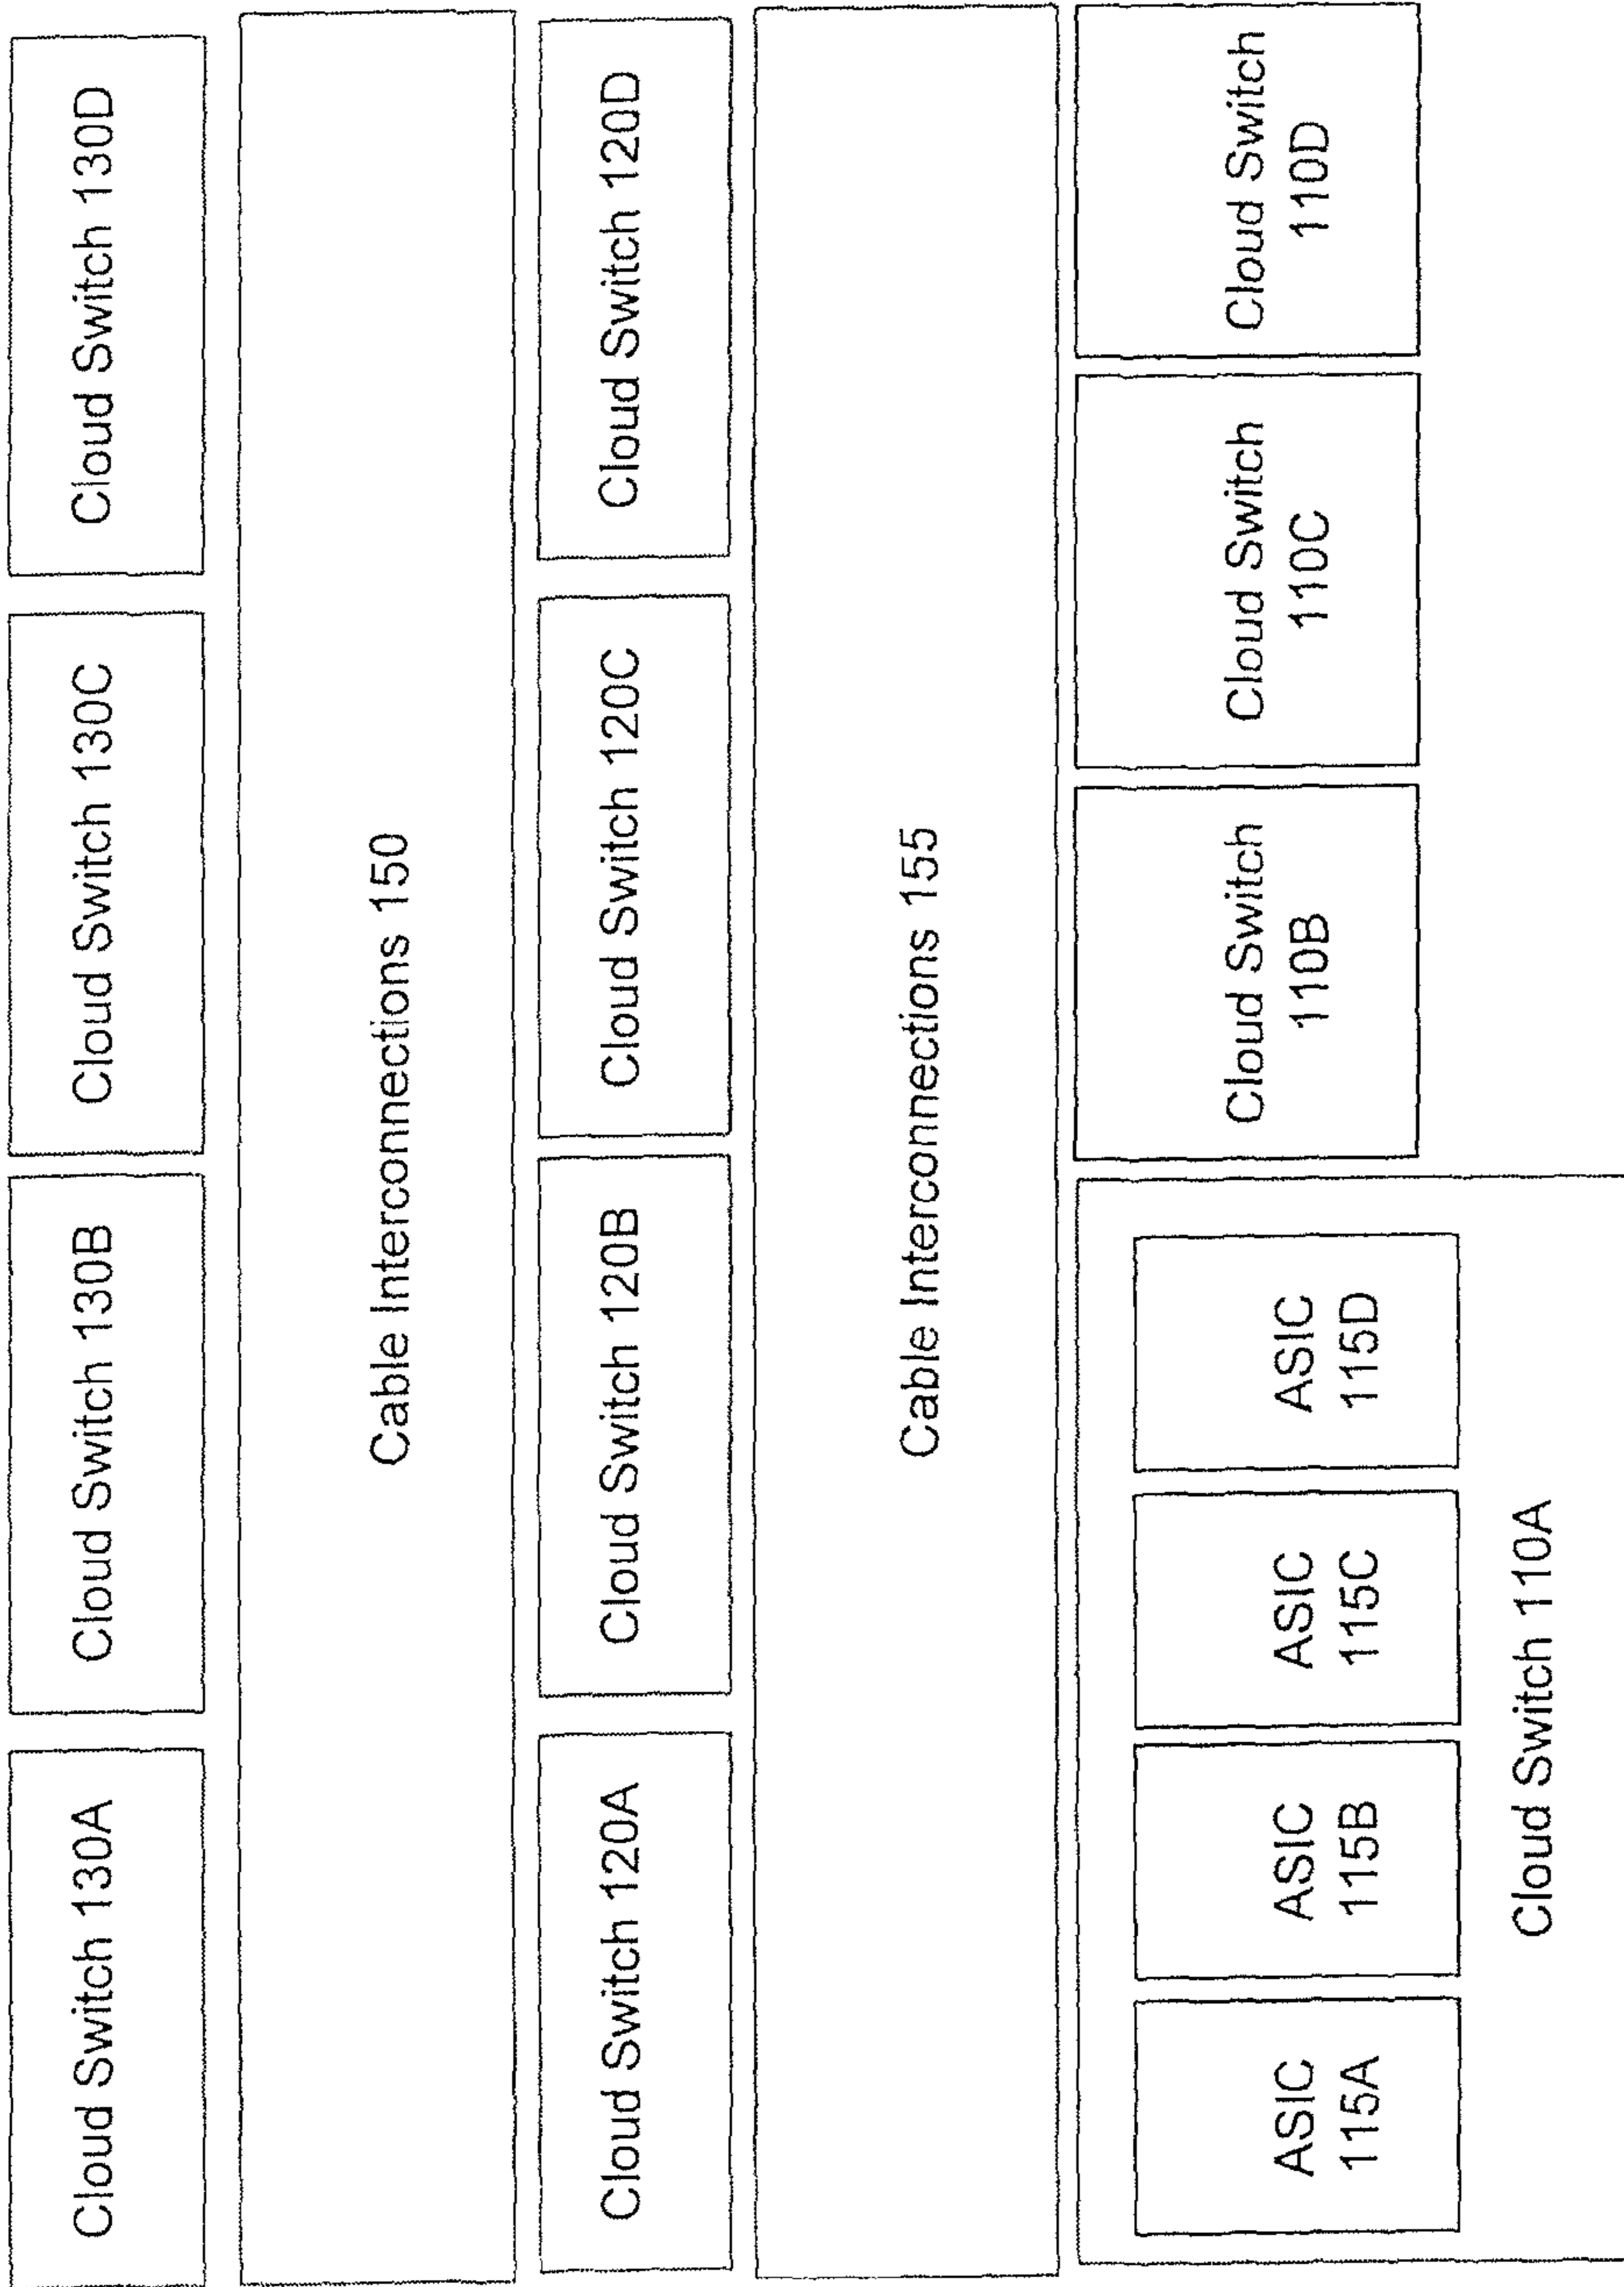 Cloud Switch 130A
Cloud Switch 130B
Cloud Switch 130C
Cloud Switch 130D
Cable Interconnections 150
Cloud Switch 120A
Cloud Switch 120B
Cloud Switch 120C
Cloud Switch 120D
Cable Interconnections 155
ASIC
115A
ASIC
115B
ASIC
115C
ASIC
115D
Cloud Switch 110A
Cloud Switch
110B
Cloud Switch
110C
Cloud Switch
110D